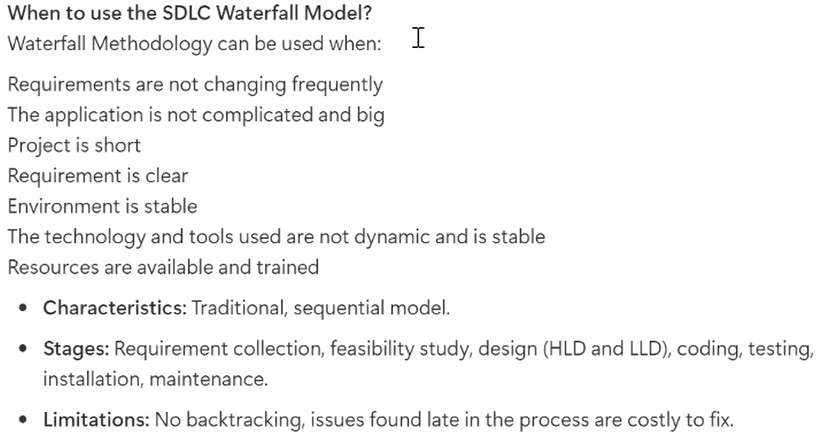 When to use the SDLC Waterfall Model?
Waterfall Methodology can be used when:
Requirements are not changing frequently
The application is not complicated and big
Project is short
Requirement is clear
Environment is stable
The technology and tools used are not dynamic and is stable
Resources are available and trained
• Characteristics: Traditional, sequential model.
• Stages: Requirement collection, feasibility study, design (HLD and LLD), coding, testing,
installation, maintenance.
• Limitations: No backtracking, issues found late in the process are costly to fix.